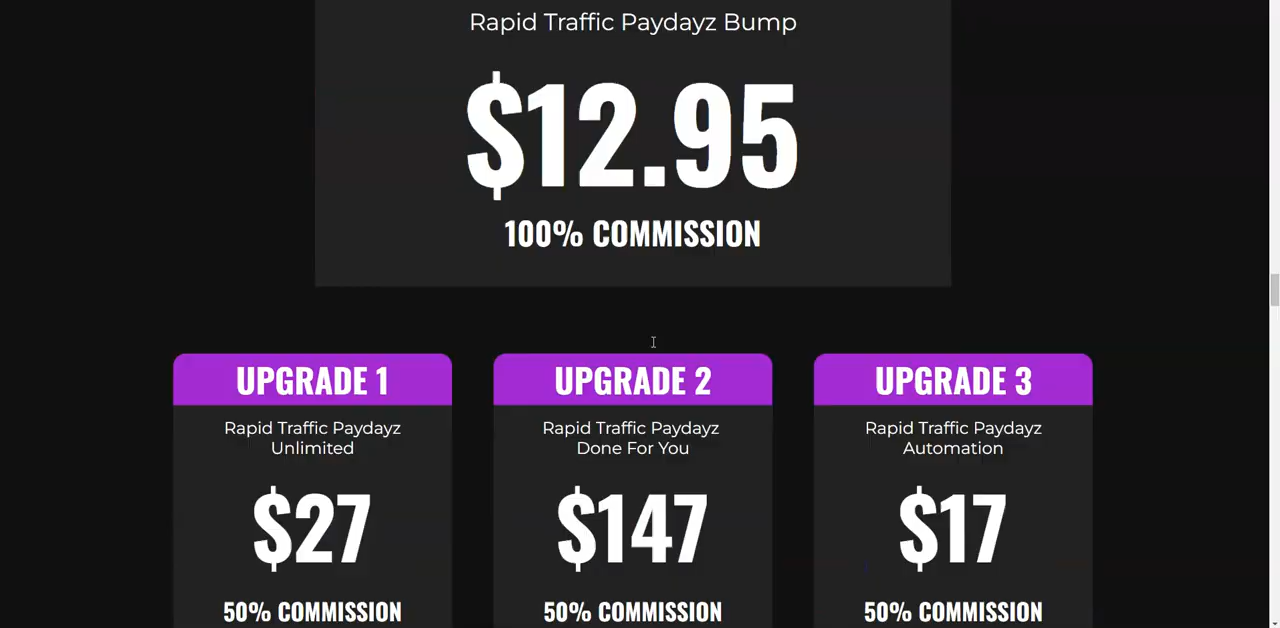 Rapid Traffic Paydayz Bump
$12.95
100% COMMISSION
UPGRADE 1
Rapid Traffic Paydayz
Unlimited
$27
50% COMMISSION
UPGRADE 2
Rapid Traffic Paydayz
Done For You
$147
50% COMMISSION
UPGRADE 3
Rapid Traffic Paydayz
Automation
$17
50% COMMISSION